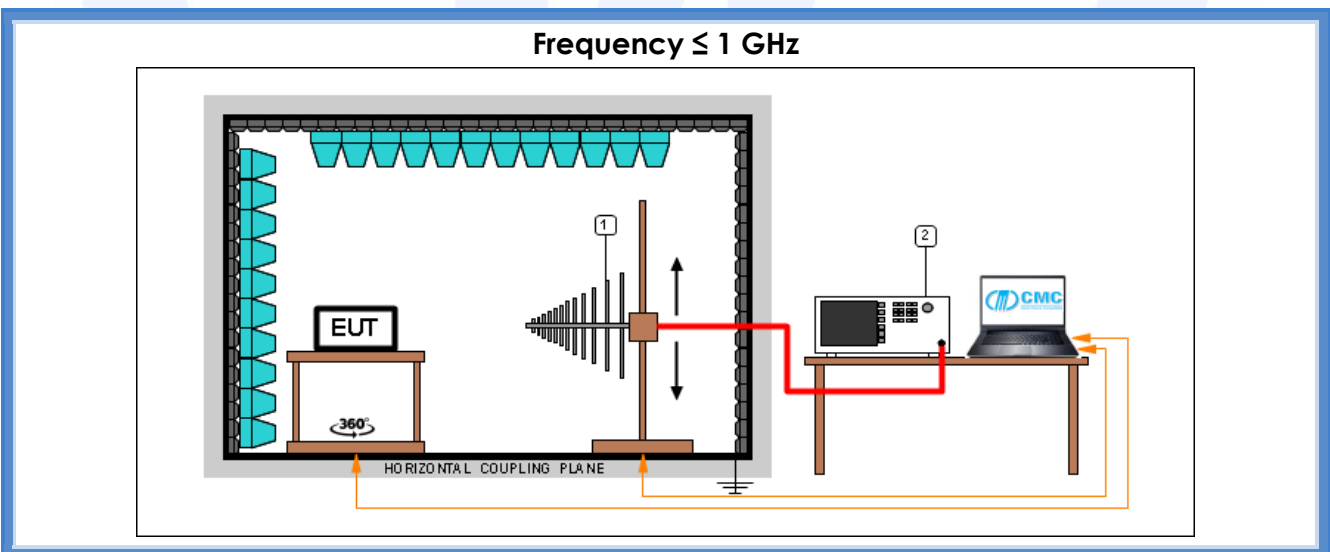 Frequency ≤ 1 GHz
1
2
CMC
EUT
360°
HORIZONTAL COUPLING PLANE